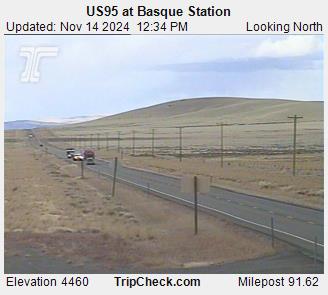 US95 at Basque Station
Updated: Nov 14 2024 12:34 PM Looking North
Elevation 4460 TripCheck.com Milepost 91.62